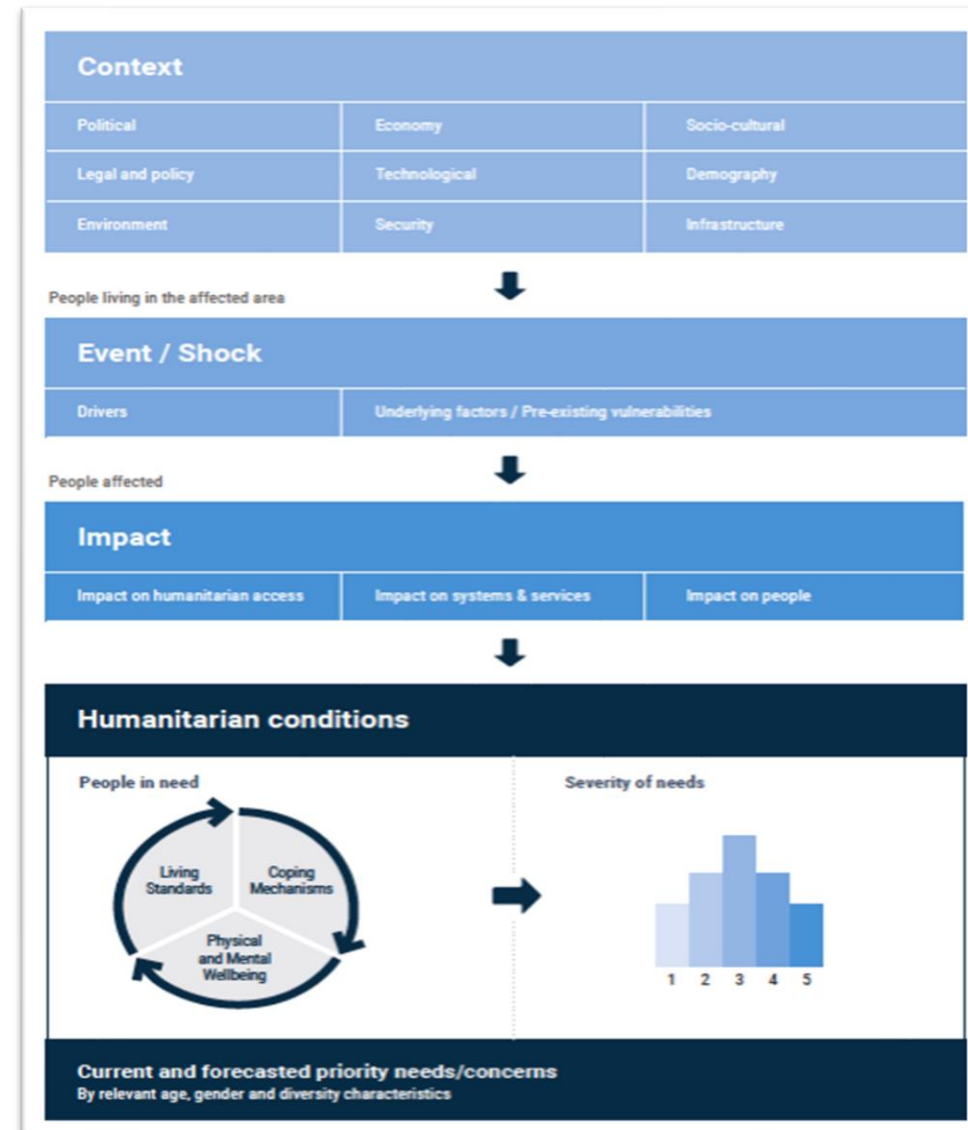 Context
Political
Economy
Socio-cultural
Legal and policy
Technological
Demography
Environment
Security
Infrastructure
People living in the affected area
Event / Shock
Drivers
Underlying factors / Pre-existing vulnerabilities
People affected
Impact
Impact on humanitarian access
Impact on systems & services
Impact on people
Humanitarian conditions
People in need
Living
Standards
Coping
Mechanisms
Physical
and Mental
Wellbeing
Severity of needs
1 2 3 4 5
Current and forecasted priority needs/concerns
By relevant age, gender and diversity characteristics